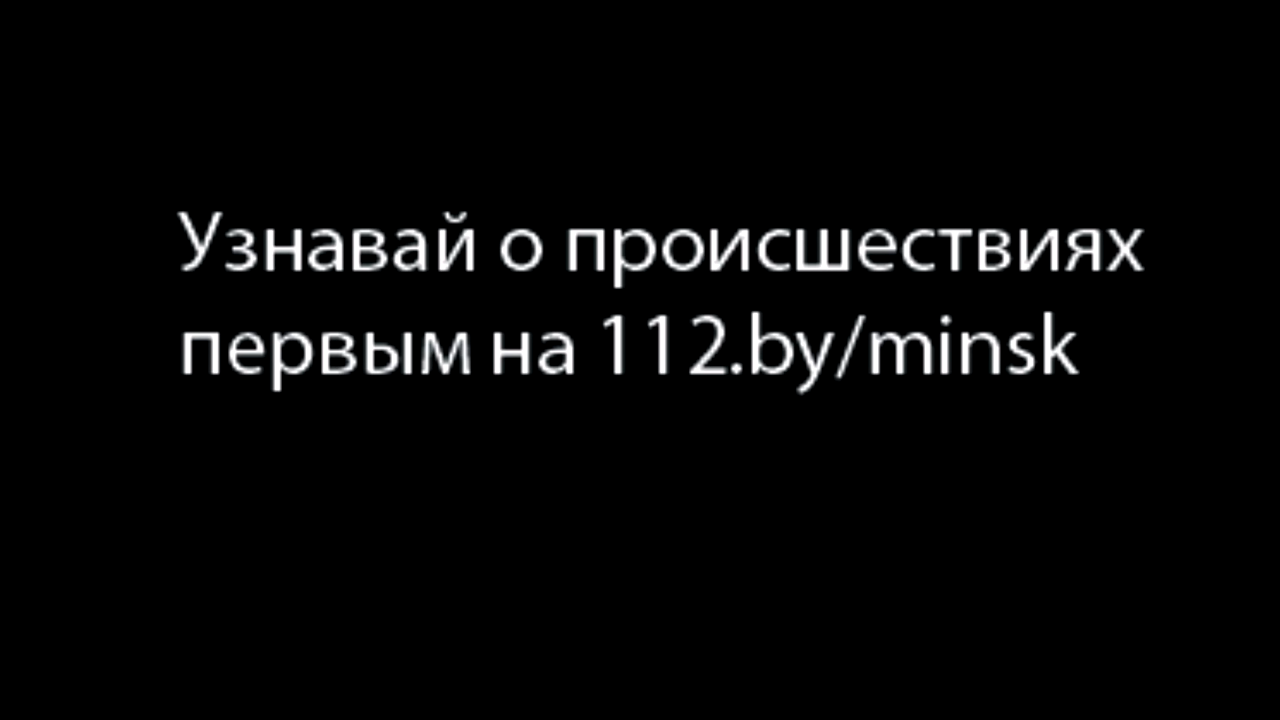 Узнавай о происшествиях
первым на 112.by/minsk